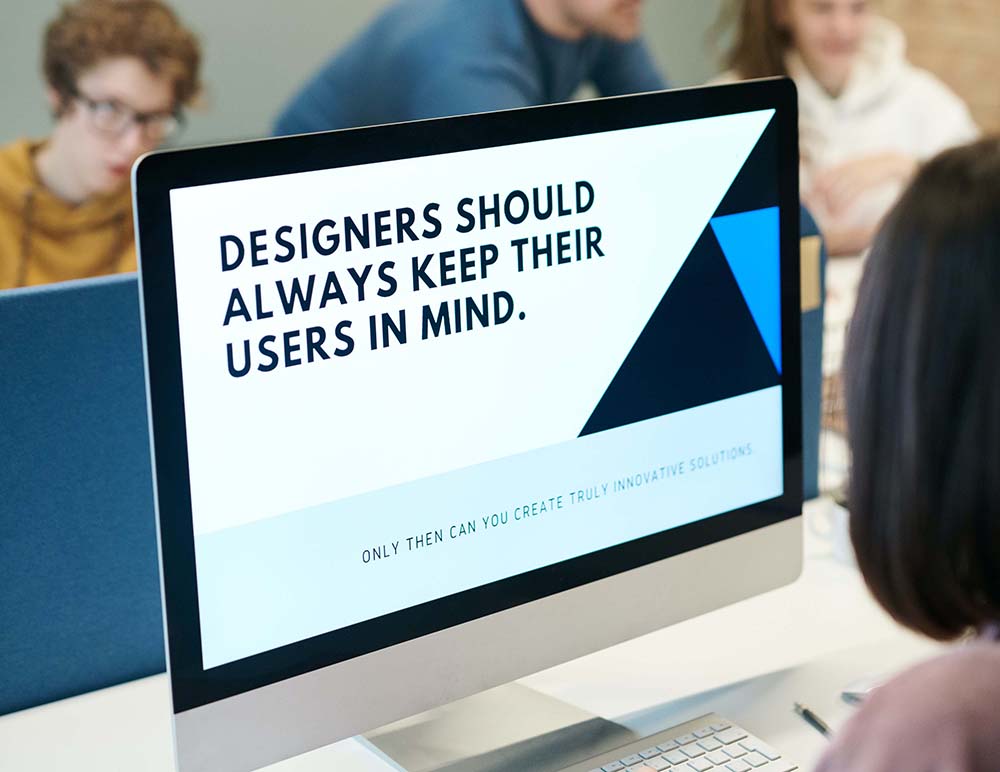 DESIGNERS SHOULD
ALWAYS KEEP THEIR
USERS IN MIND.
ONLY THEN CAN YOU CREATE TRULY INNOVATIVE SOLUTIONS.